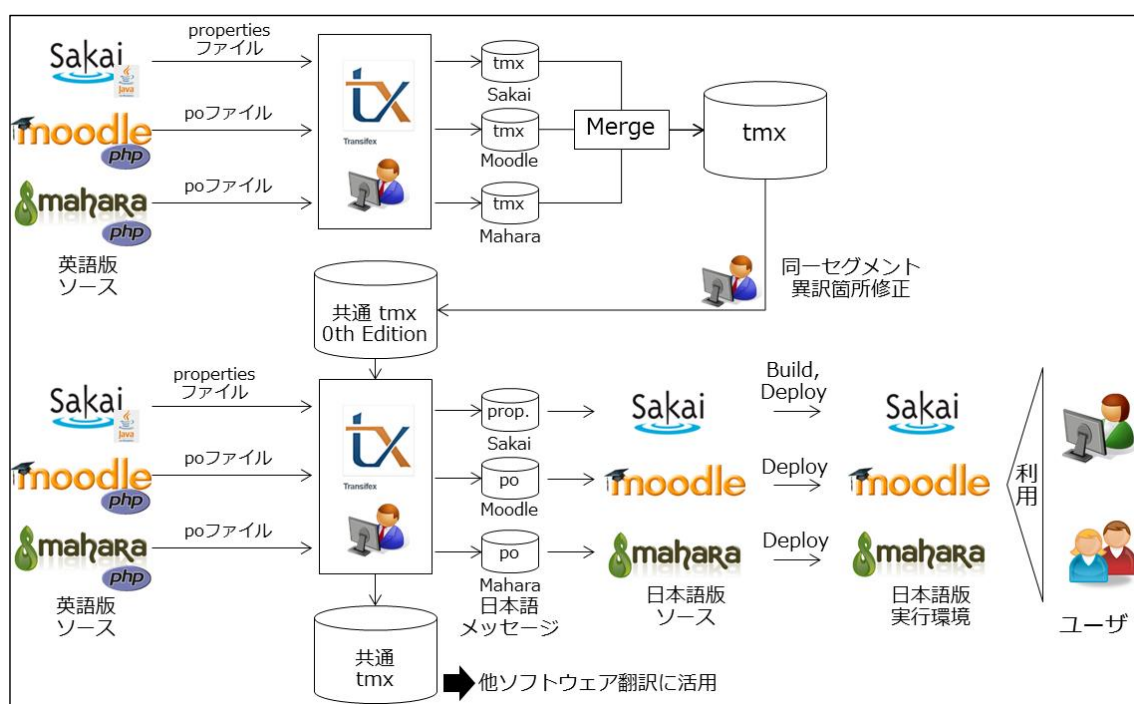 properties
ファイル
Sakai
Java
poファイル
moodle
php
poファイル
mahara
php
英語版
ソース
tx
Transifex
tmx
Sakai
tmx
Moodle
tmx
Mahara
Merge
tmx
同一セグメント
異訳箇所修正
共通 tmx
0th Edition
properties
ファイル
Sakai
Java
poファイル
moodle
php
poファイル
mahara
php
英語版
ソース
tx
Transifex
prop.
Sakai
po
Moodle
po
Mahara
日本語
メッセージ
Sakai
moodle
mahara
日本語版
ソース
Build,
Deploy
Deploy
Deploy
Sakai
moodle
mahara
日本語版
実行環境
利用
ユーザ
共通
tmx
他ソフトウェア翻訳に活用